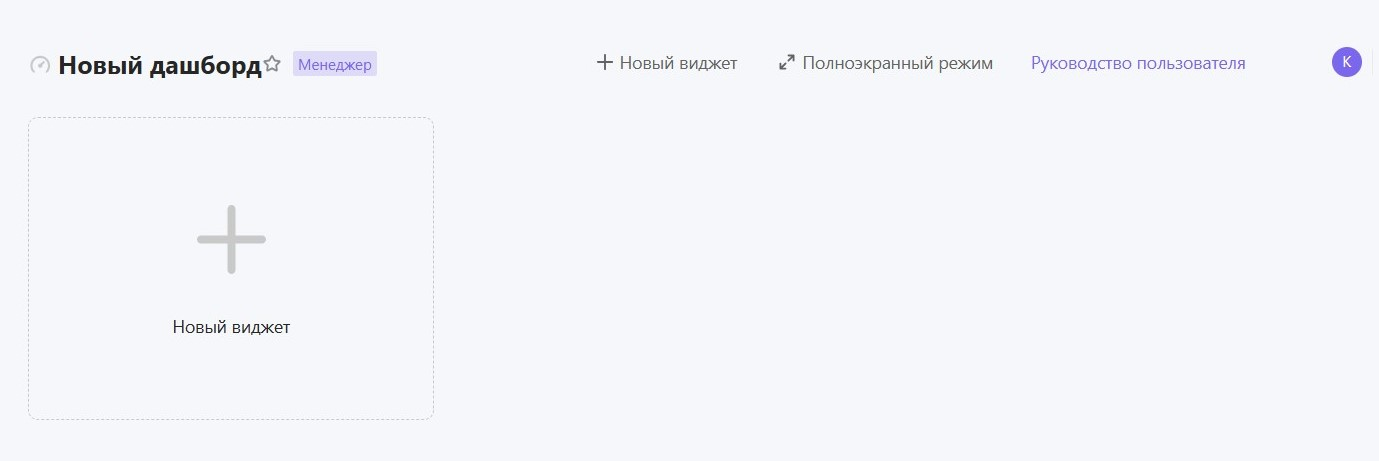 Новый дашборд Менеджер Новый виджет Полноэкранный режим Руководство пользователя K
Новый виджет